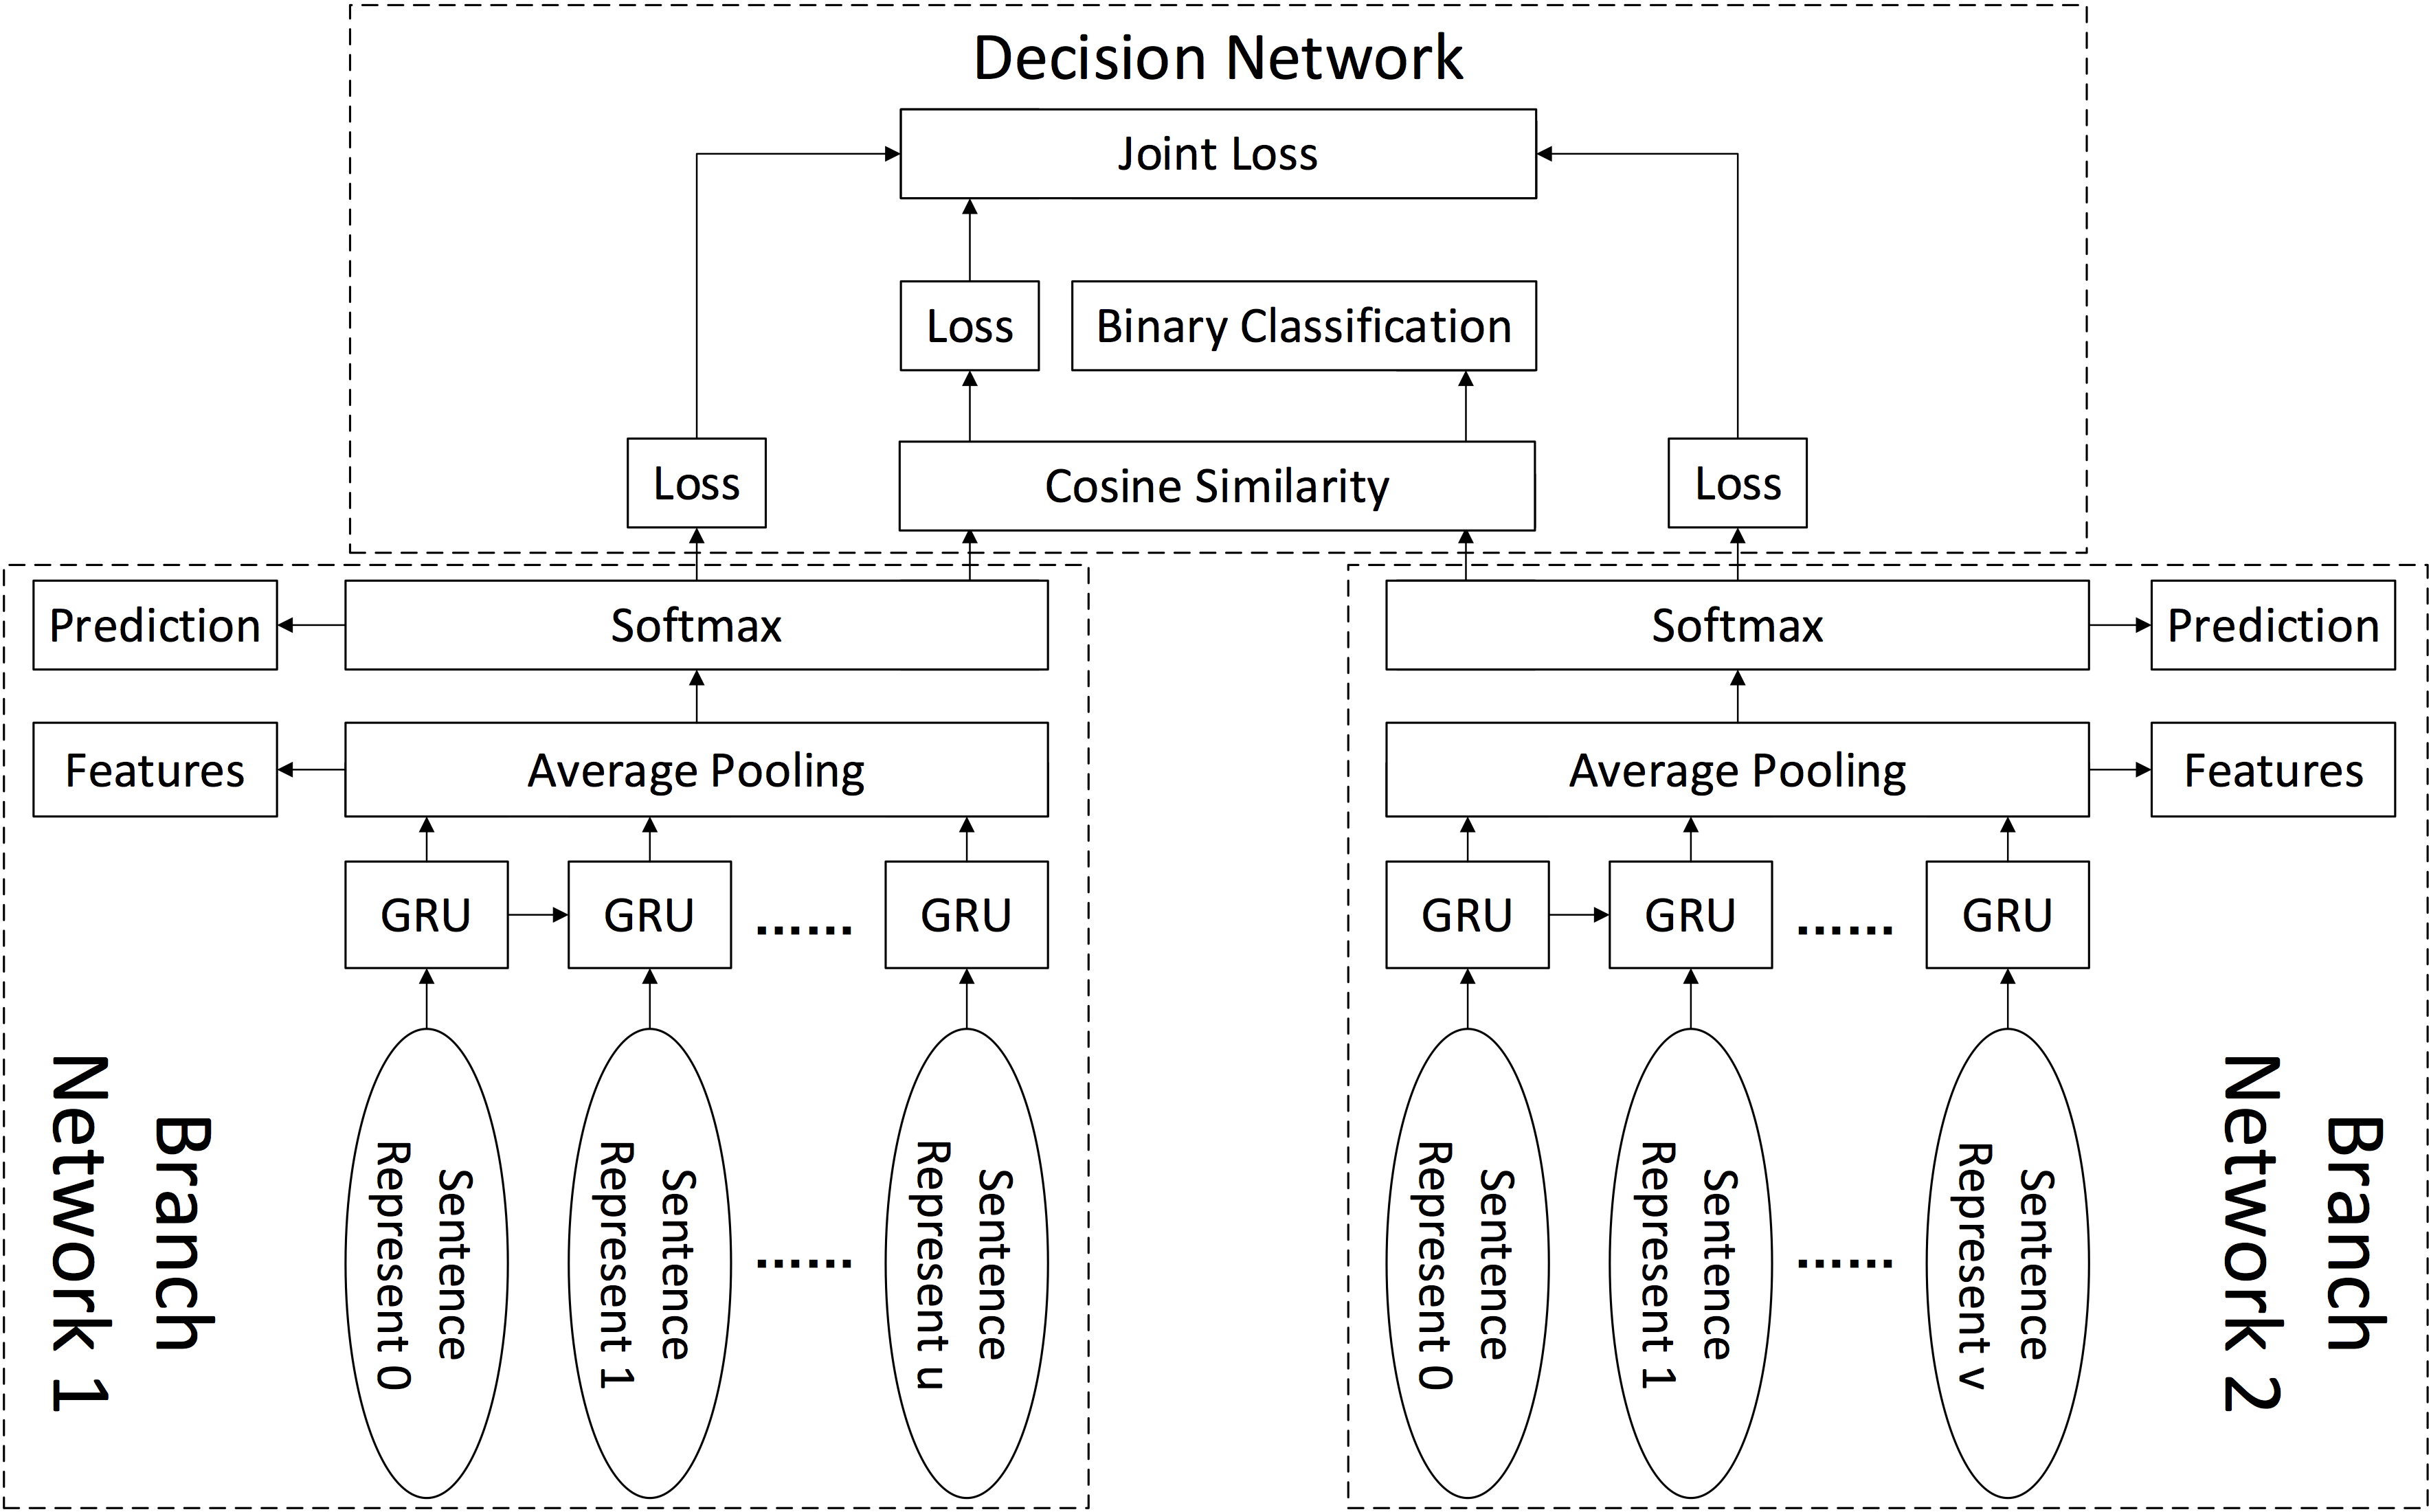 Decision Network
Joint Loss
Loss
Binary Classification
Loss
Cosine Similarity
Loss
Prediction
Softmax
Softmax
Prediction
Features
Average Pooling
Average Pooling
Features
GRU
GRU
......
GRU
GRU
GRU
......
GRU
Branch
Network 1
Sentence
Represent 0
Sentence
Represent 1
......
Sentence
Represent u
Sentence
Represent 0
Sentence
Represent 1
......
Sentence
Represent v
Branch
Network 2